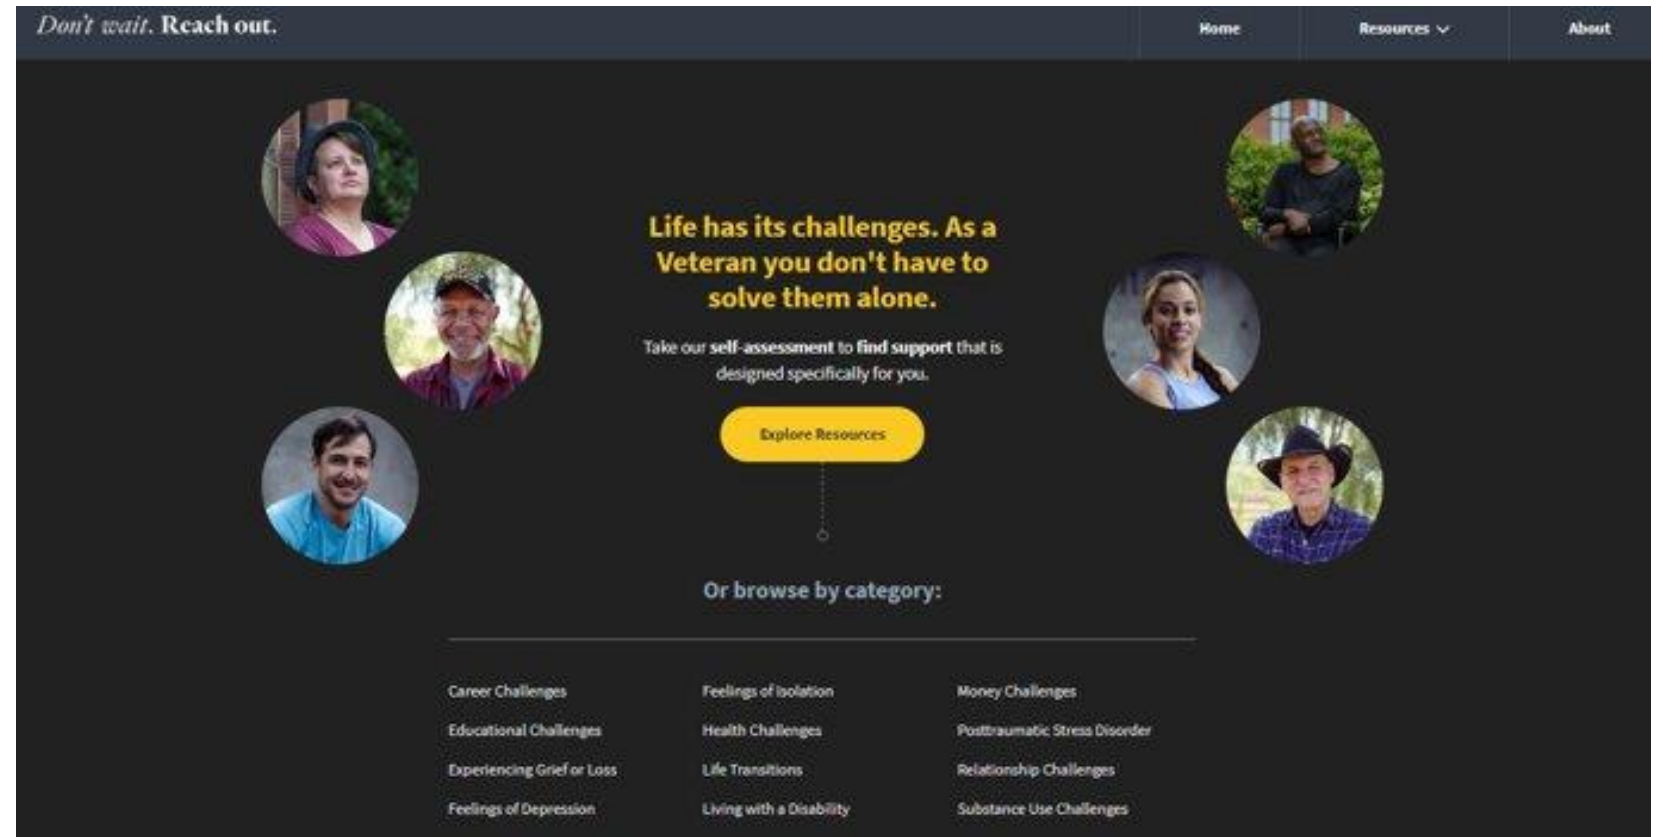 Don't wait. Reach out.
Home
Resources
About
Life has its challenges. As a
Veteran you don't have to
solve them alone.
Take our self-assessment to find support that is
designed specifically for you.
Explore Resources
Or browse by category:
Career Challenges
Educational Challenges
Experiencing Grief or Loss
Feelings of Depression
Feelings of Isolation
Health Challenges
Life Transitions
Living with a Disability
Money Challenges
Posttraumatic Stress Disorder
Relationship Challenges
Substance Use Challenges